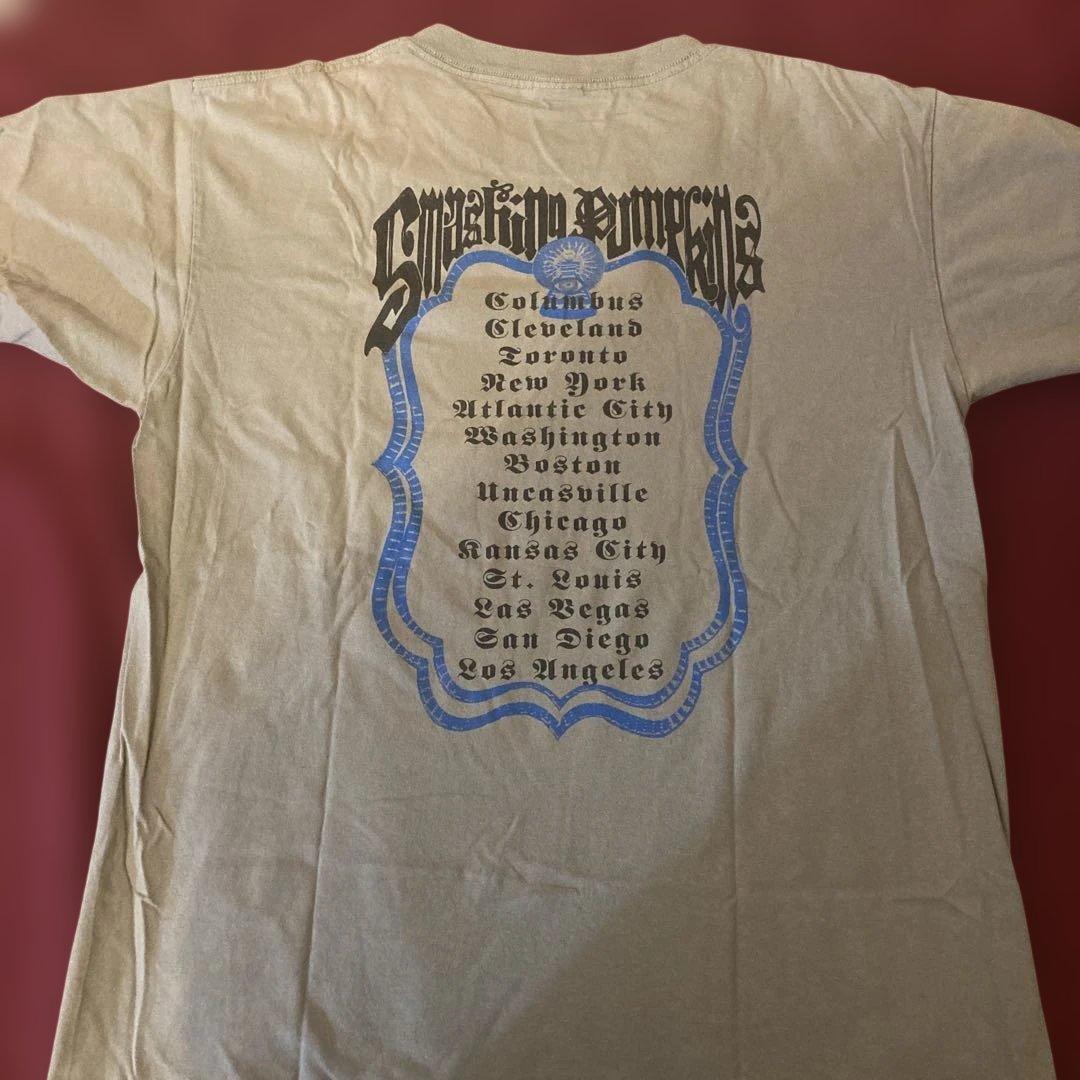 Smashing Pumpkins
Columbus
Cleveland
Toronto
New York
Atlantic City
Washington
Boston
Uncasville
Chicago
Kansas City
St. Louis
Las Vegas
San Diego
Los Angeles